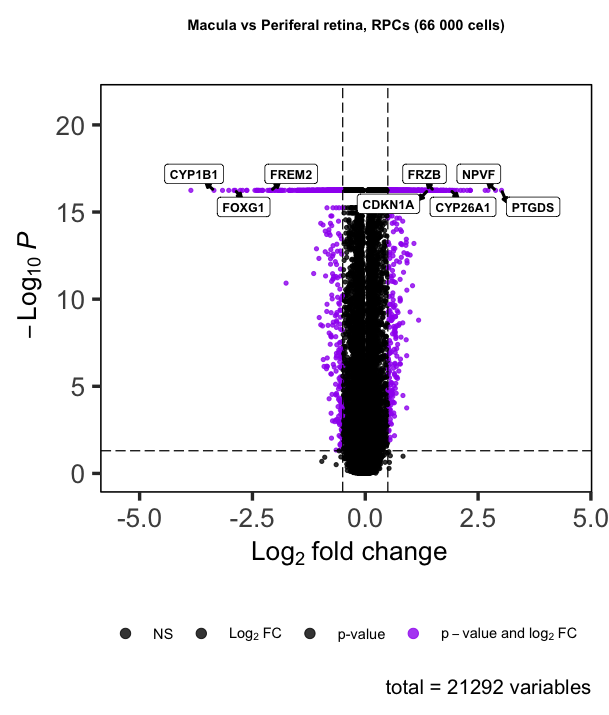 Macula vs Periferal retina, RPCs (66 000 cells)
20
15
10
5
0
−Log10 P
CYP1B1
FREM2
FRZB
NPVF
FOXG1
CDKN1A
CYP26A1
PTGDS
-5.0 -2.5 0.0 2.5 5.0
Log2 fold change
NS Log2 FC p-value p − value and log2 FC
total = 21292 variables